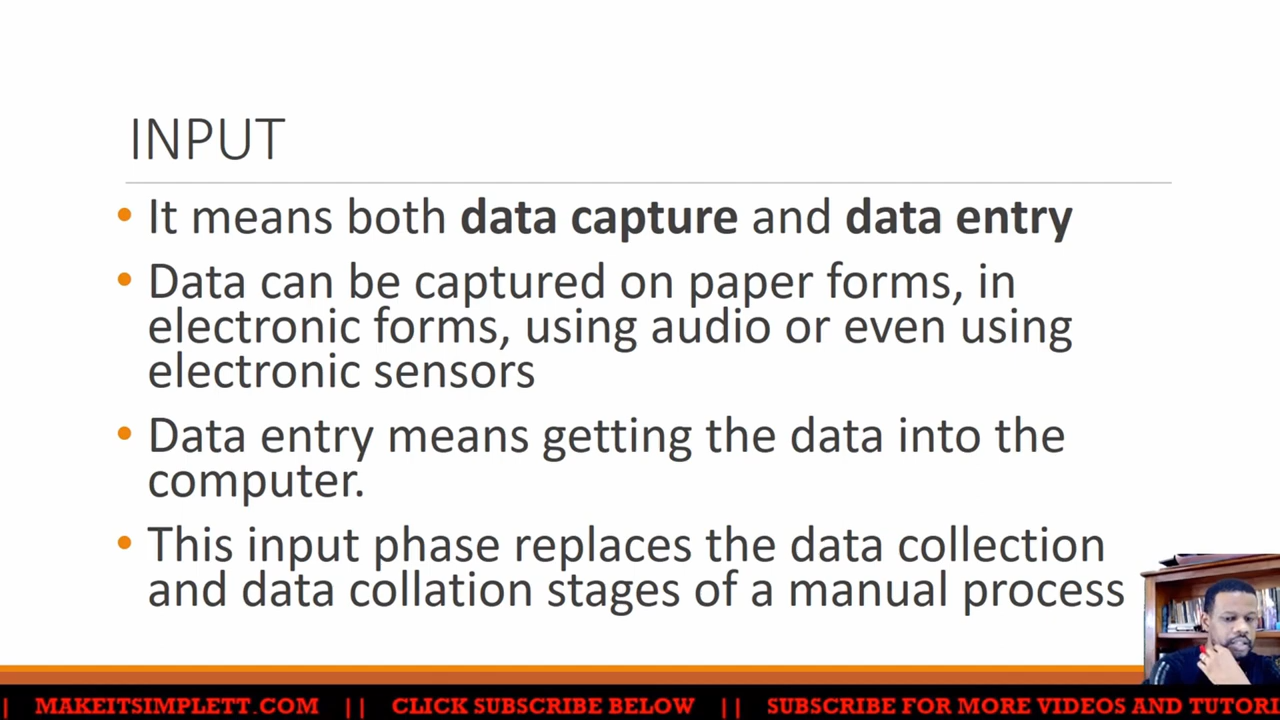 INPUT
• It means both data capture and data entry
• Data can be captured on paper forms, in
electronic forms, using audio or even using
electronic sensors
• Data entry means getting the data into the
computer.
• This input phase replaces the data collection
and data collation stages of a manual process
| MAKEITSIMPLETT.COM || CLICK SUBSCRIBE BELOW || SUBSCRIBE FOR MORE VIDEOS AND TUTORI